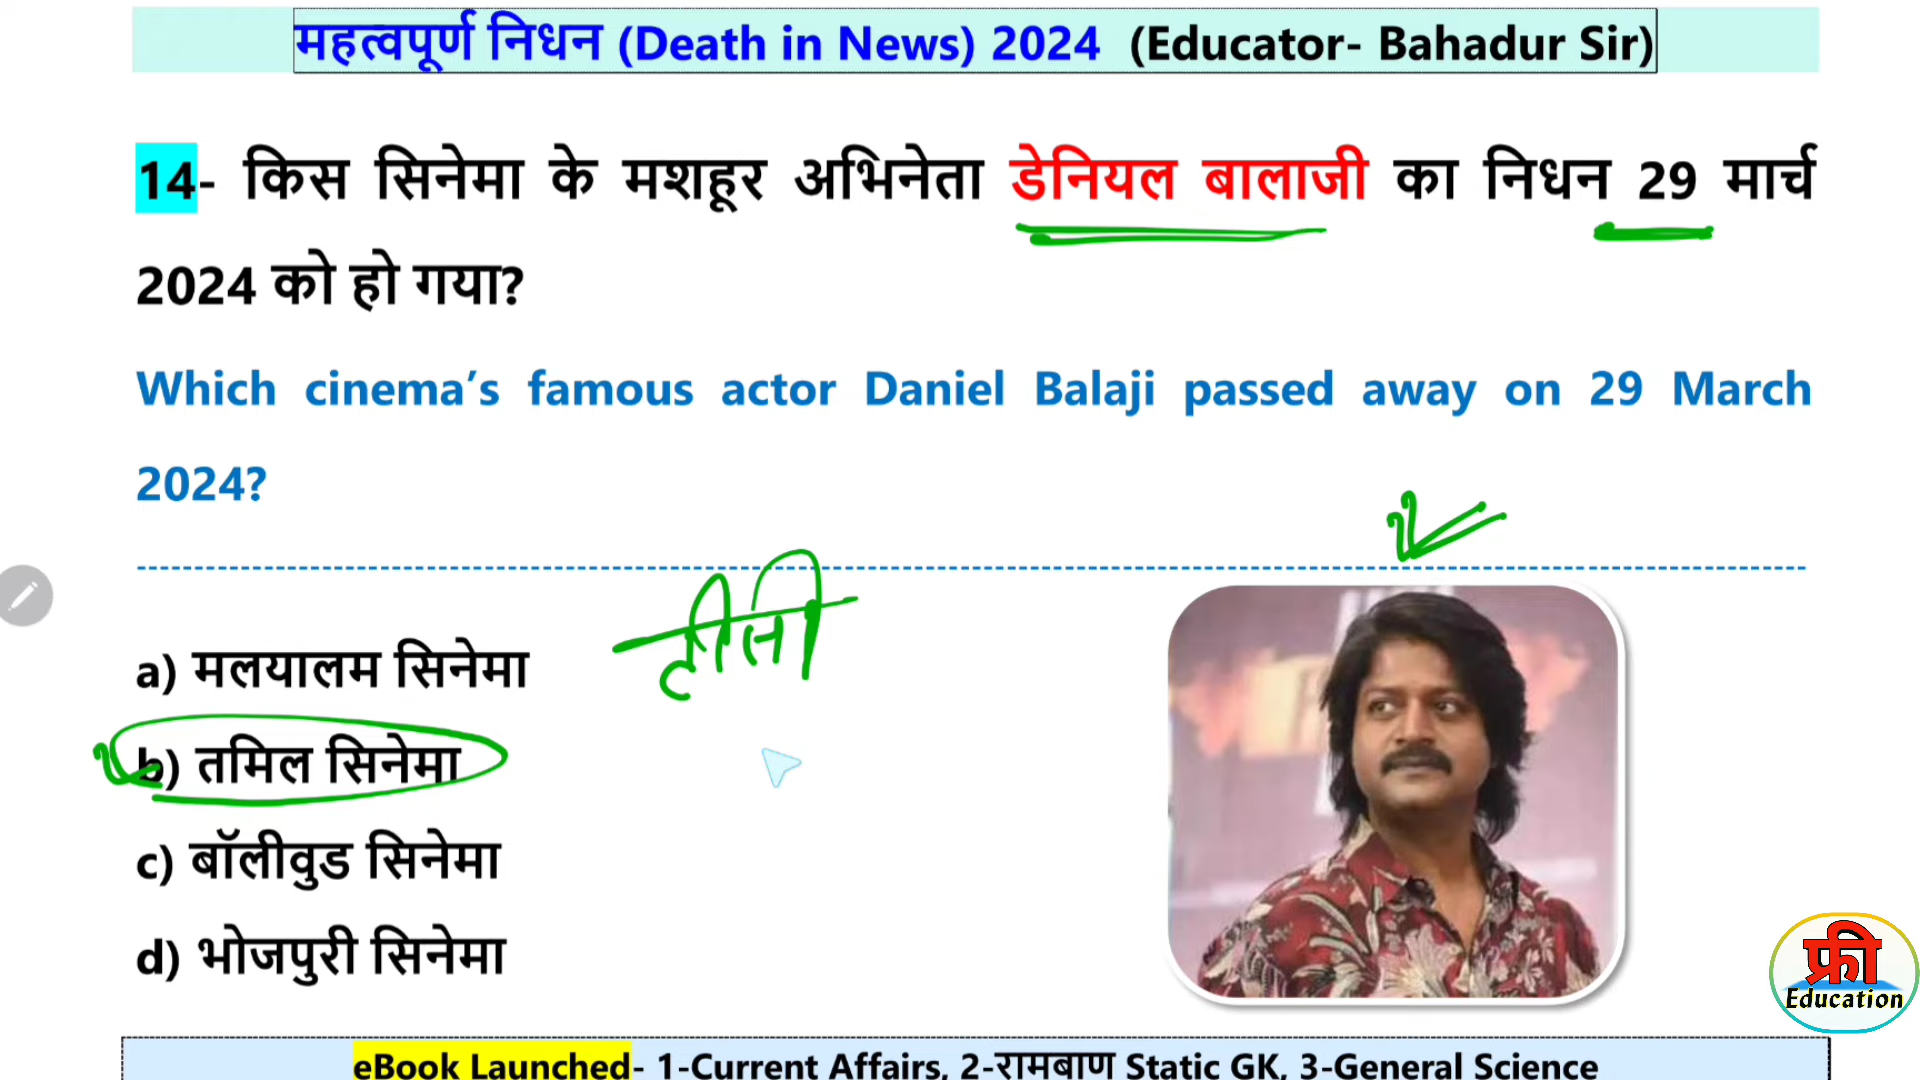 महत्वपूर्ण निधन (Death in News) 2024 (Educator- Bahadur Sir)
14- किस सिनेमा के मशहूर अभिनेता डेनियल बालाजी का निधन 29 मार्च
2024 को हो गया?
Which cinema’s famous actor Daniel Balaji passed away on 29 March
2024?
a) मलयालम सिनेमा
b) तमिल सिनेमा
c) बॉलीवुड सिनेमा
d) भोजपुरी सिनेमा
फ्री
Education
eBook Launched- 1-Current Affairs, 2-रामबाण Static GK, 3-General Science